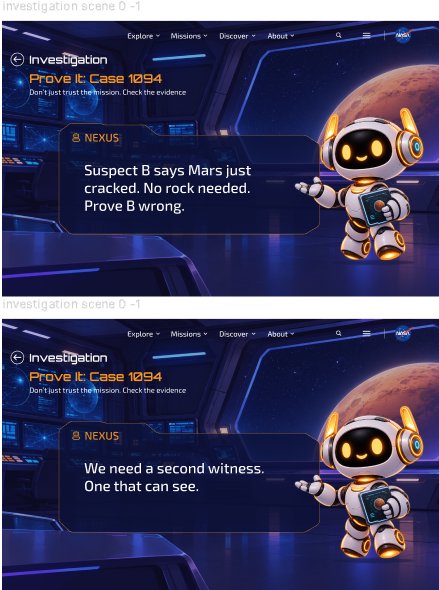 investigation scene 0 -1
Explore Missions Discover About NASA
Investigation
Prove It: Case 1094
Don't just trust the mission. Check the evidence
NEXUS
Suspect B says Mars just
cracked. No rock needed.
Prove B wrong.
investigation scene 0 -1
Explore Missions Discover About NASA
Investigation
Prove It: Case 1094
Don't just trust the mission. Check the evidence
NEXUS
We need a second witness.
One that can see.